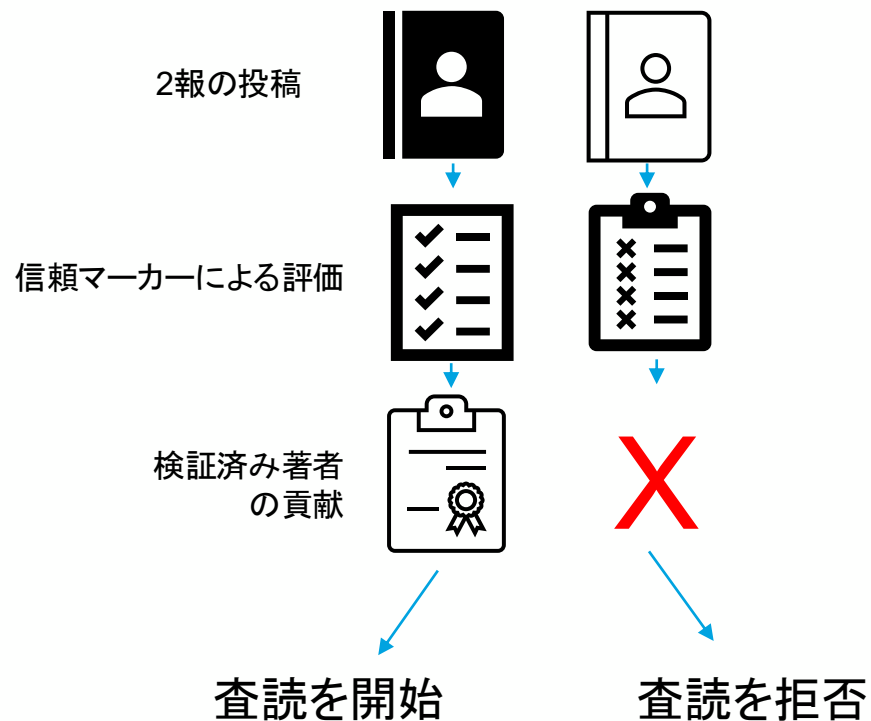 2報の投稿
信頼マーカーによる評価
検証済み著者
の貢献
X
査読を開始
査読を拒否